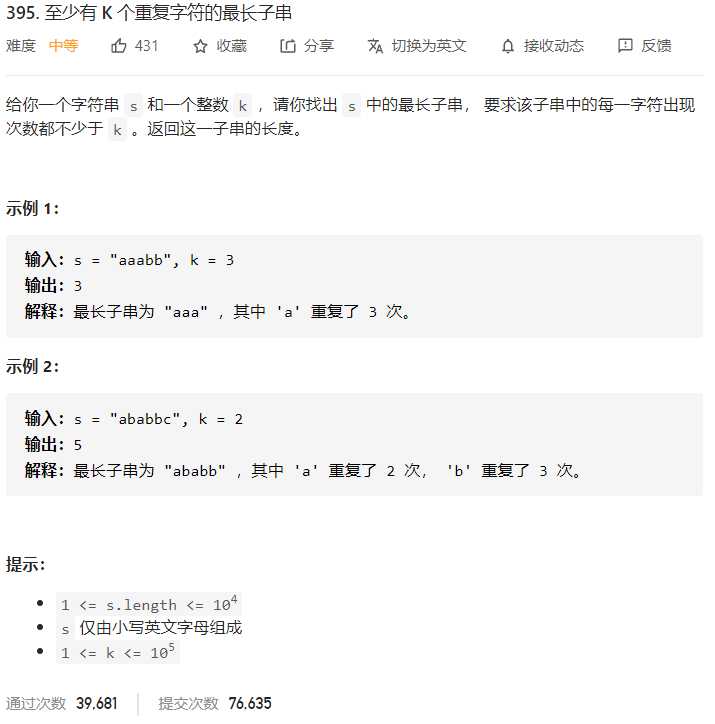 395. 至少有 K 个重复字符的最长子串
难度 中等 431 收藏 分享 切换为英文 接收动态 反馈
给你一个字符串 s 和一个整数 k ，请你找出 s 中的最长子串， 要求该子串中的每一字符出现
次数都不少于 k 。返回这一子串的长度。
示例 1：
输入：s = "aaabb", k = 3
输出：3
解释：最长子串为 "aaa" ，其中 'a' 重复了 3 次。
示例 2：
输入：s = "ababbc", k = 2
输出：5
解释：最长子串为 "ababb" ，其中 'a' 重复了 2 次， 'b' 重复了 3 次。
提示：
1 <= s.length <= 10⁴
s 仅由小写英文字母组成
1 <= k <= 10⁵
通过次数 39,681 提交次数 76,635